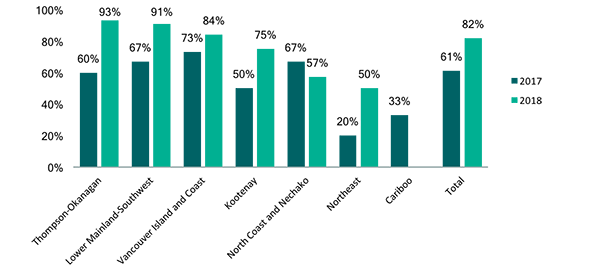 100%
80%
60%
40%
20%
0%
60%
93%
67%
91%
73%
84%
50%
75%
67%
57%
20%
50%
33%
61%
82%
Thompson-Okanagan
Lower Mainland-Southwest
Vancouver Island and Coast
Kootenay
North Coast and Nechako
Northeast
Cariboo
Total
2017
2018